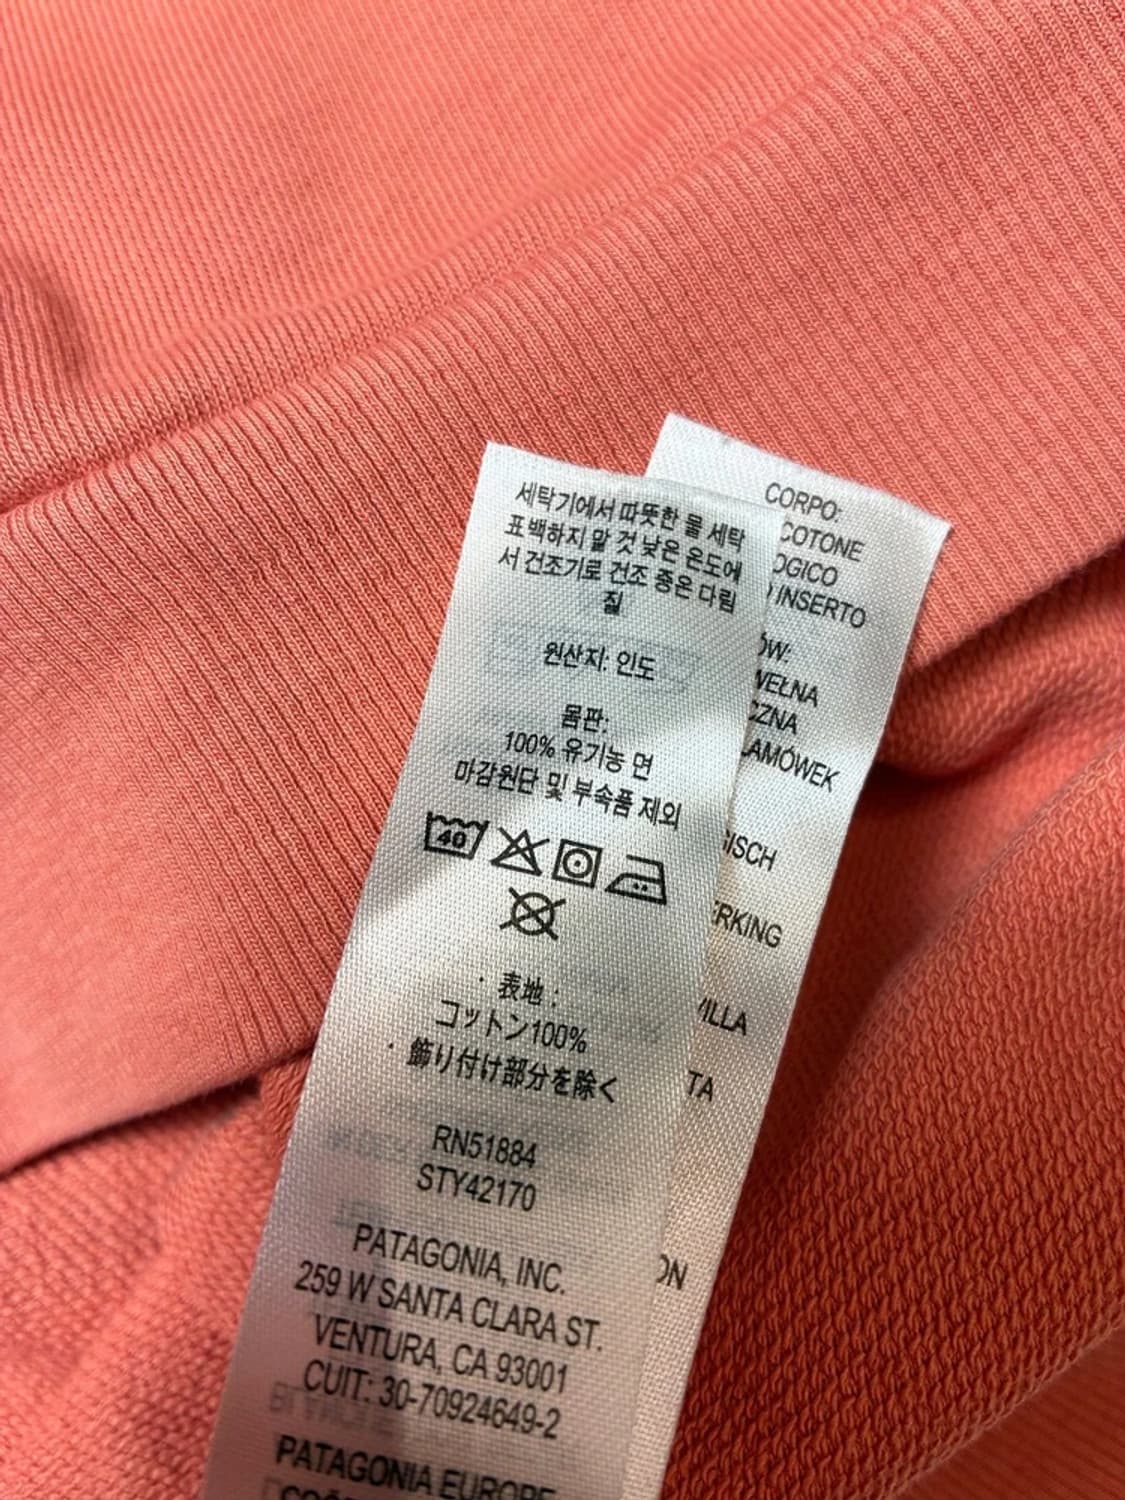 세탁기에서 따뜻한 물 세탁
표백하지 말 것 낮은 온도에
서 건조기로 건조 중온 다림
질
원산지: 인도
몸판:
100% 유기농 면
마감원단 및 부속품 제외
40
· 表地 :
コットン100%
· 飾り付け部分を除く
RN51884
STY42170
PATAGONIA, INC.
259 W SANTA CLARA ST.
VENTURA, CA 93001
CUIT: 30-70924649-2
PATAGONIA EUROPE
CORPO:
COTONE
OGICO
INSERTO
ÓW:
WEŁNA
CZNA
LAMÓWEK
GISCH
ERKING
VILLA
TA
ON